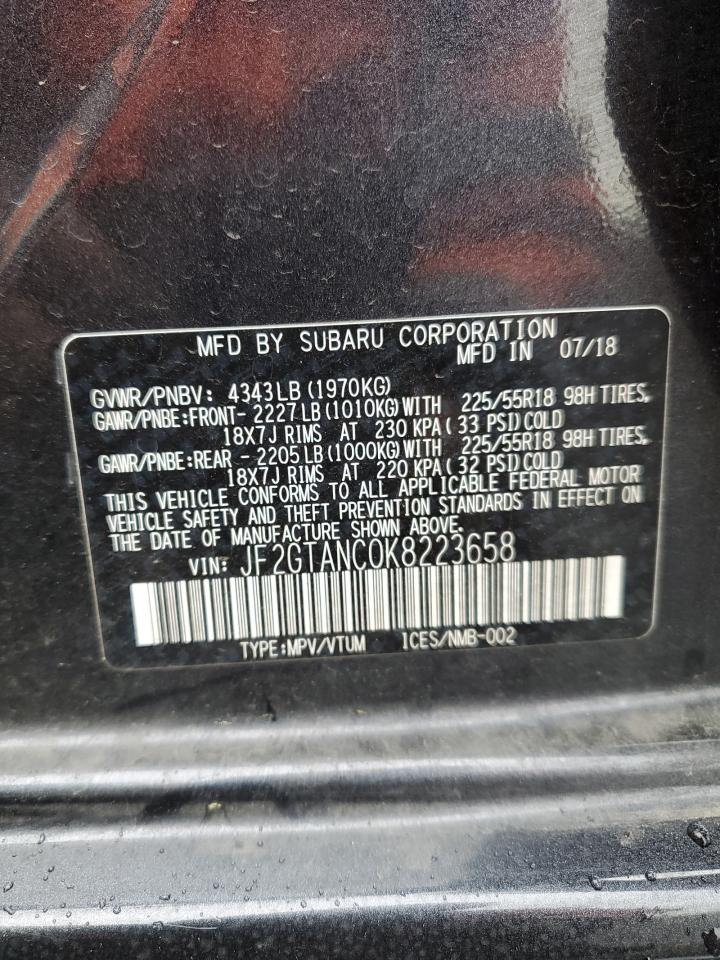 MFD BY SUBARU CORPORATION
MFD IN 07/18
GVWR/PNBV: 4343LB (1970KG)
GAWR/PNBE:FRONT- 2227LB (1010KG) WITH 225/55R18 98H TIRES,
18X7J RIMS AT 230 KPA ( 33 PSI) COLD
GAWR/PNBE:REAR - 2205LB (1000KG) WITH 225/55R18 98H TIRES,
18X7J RIMS AT 220 KPA ( 32 PSI) COLD
THIS VEHICLE CONFORMS TO ALL APPLICABLE FEDERAL MOTOR
VEHICLE SAFETY AND THEFT PREVENTION STANDARDS IN EFFECT ON
THE DATE OF MANUFACTURE SHOWN ABOVE.
VIN: JF2GTANC0K8223658
TYPE:MPV/VTUM ICES/NMB-002